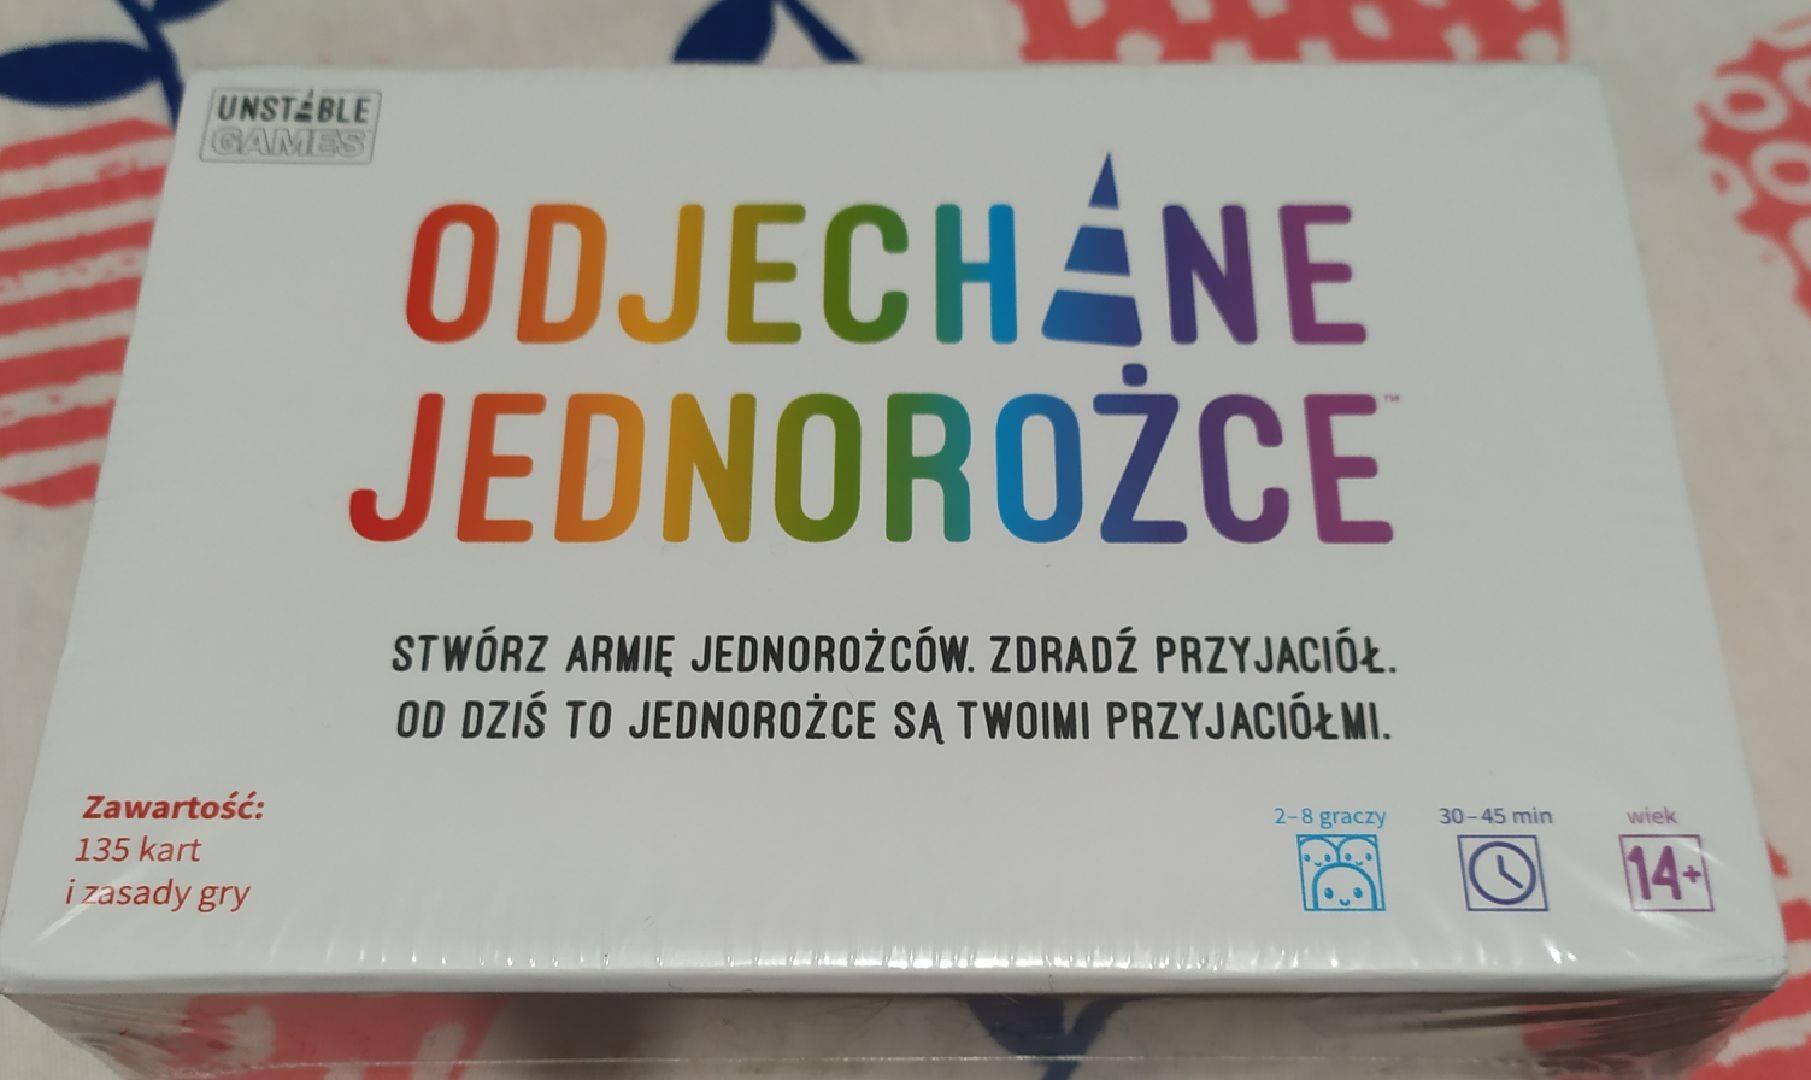 UNSTABLE
GAMES
ODJECHANE
JEDNOROŻCE™
STWÓRZ ARMIĘ JEDNOROŻCÓW. ZDRADŹ PRZYJACIÓŁ.
OD DZIŚ TO JEDNOROŻCE SĄ TWOIMI PRZYJACIÓŁMI.
Zawartość:
135 kart
i zasady gry
2–8 graczy
30–45 min
wiek
14+